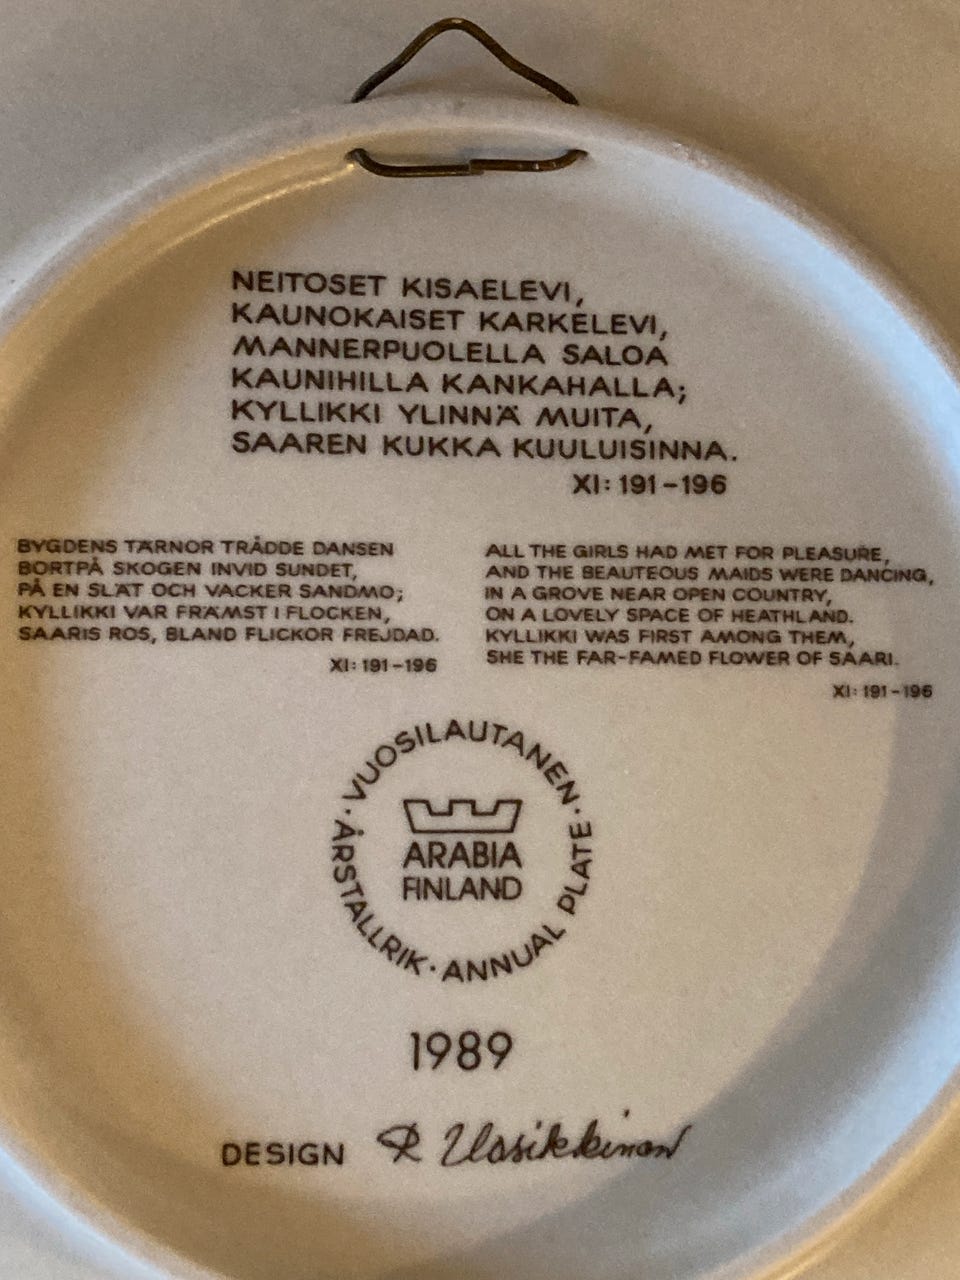 NEITOSET KISAELEVI,
KAUNOKAISET KARKELEVI,
MANNERPUOLELLA SALOA
KAUNIHILLA KANKAHALLA;
KYLLIKKI YLINNÄ MUITA,
SAAREN KUKKA KUULUISINNA.
XI: 191-196
BYGDENS TÄRNOR TRÅDDE DANSEN
BORTPÅ SKOGEN INVID SUNDET,
PÅ EN SLÄT OCH VACKER SANDMO;
KYLLIKKI VAR FRÄMST I FLOCKEN,
SAARIS ROS, BLAND FLICKOR FREJDAD.
XI: 191-196
ALL THE GIRLS HAD MET FOR PLEASURE,
AND THE BEAUTEOUS MAIDS WERE DANCING,
IN A GROVE NEAR OPEN COUNTRY,
ON A LOVELY SPACE OF HEATHLAND.
KYLLIKKI WAS FIRST AMONG THEM,
SHE THE FAR-FAMED FLOWER OF SAARI.
XI: 191-196
· VUOSILAUTANEN · ANNUAL PLATE · ÅRSTALLRIK
ARABIA
FINLAND
1989
DESIGN R Uosikkinen